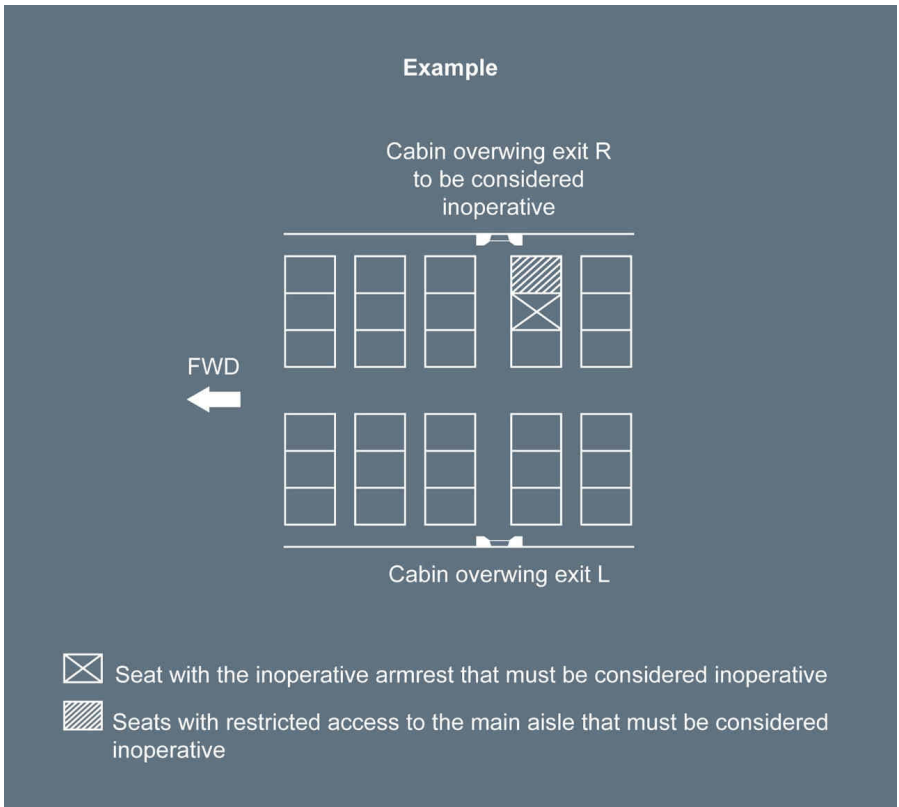 Example
Cabin overwing exit R
to be considered
inoperative
FWD
Cabin overwing exit L
Seat with the inoperative armrest that must be considered inoperative
Seats with restricted access to the main aisle that must be considered
inoperative